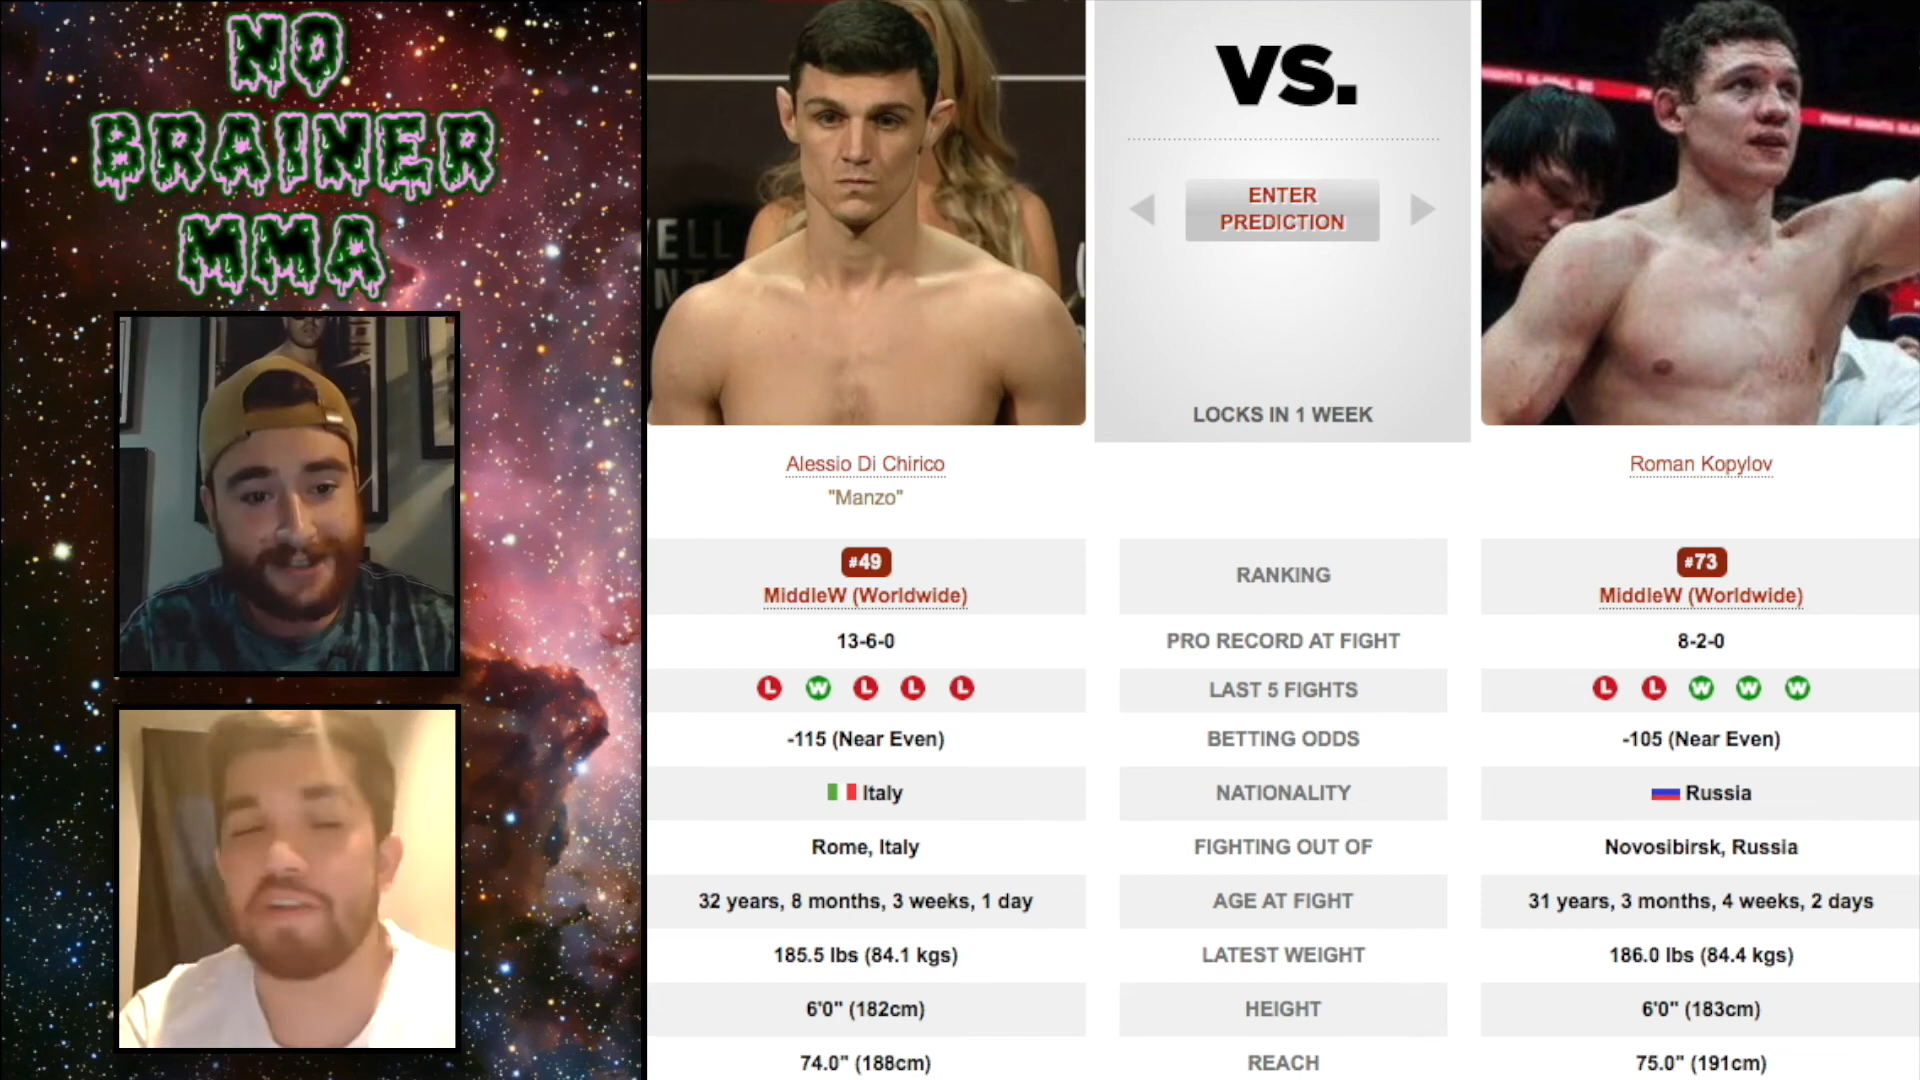 NO
BRAINER
MMA
VS.
ENTER
PREDICTION
LOCKS IN 1 WEEK
Alessio Di Chirico
"Manzo"
Roman Kopylov
#49
MiddleW (Worldwide)
RANKING
#73
MiddleW (Worldwide)
13-6-0
PRO RECORD AT FIGHT
8-2-0
L W L L L
LAST 5 FIGHTS
L L W W W
-115 (Near Even)
BETTING ODDS
-105 (Near Even)
Italy
NATIONALITY
Russia
Rome, Italy
FIGHTING OUT OF
Novosibirsk, Russia
32 years, 8 months, 3 weeks, 1 day
AGE AT FIGHT
31 years, 3 months, 4 weeks, 2 days
185.5 lbs (84.1 kgs)
LATEST WEIGHT
186.0 lbs (84.4 kgs)
6'0" (182cm)
HEIGHT
6'0" (183cm)
74.0" (188cm)
REACH
75.0" (191cm)